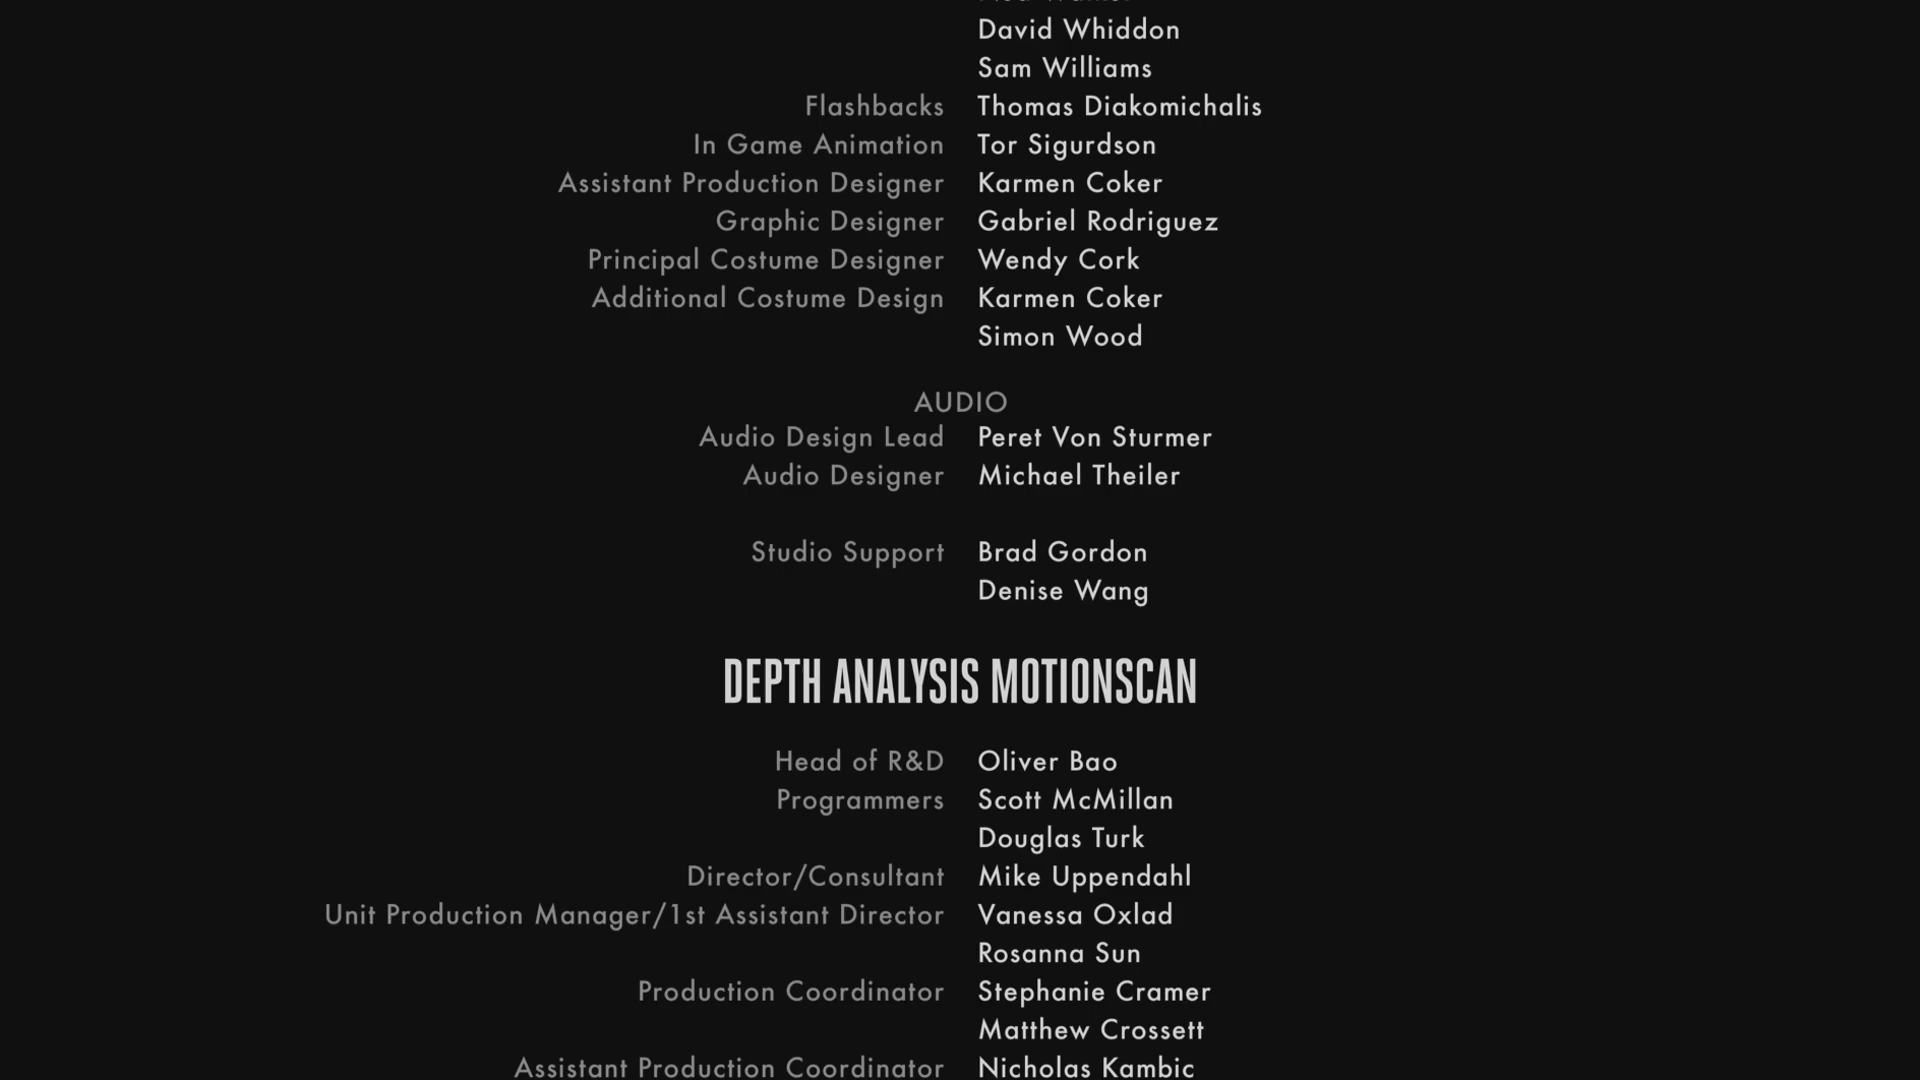 David Whiddon
Sam Williams
Flashbacks Thomas Diakomichalis
In Game Animation Tor Sigurdson
Assistant Production Designer Karmen Coker
Graphic Designer Gabriel Rodriguez
Principal Costume Designer Wendy Cork
Additional Costume Design Karmen Coker
Simon Wood
AUDIO
Audio Design Lead Peret Von Sturmer
Audio Designer Michael Theiler
Studio Support Brad Gordon
Denise Wang
DEPTH ANALYSIS MOTIONSCAN
Head of R&D Oliver Bao
Programmers Scott McMillan
Douglas Turk
Director/Consultant Mike Uppendahl
Unit Production Manager/1st Assistant Director Vanessa Oxlad
Rosanna Sun
Production Coordinator Stephanie Cramer
Matthew Crossett
Assistant Production Coordinator Nicholas Kambic